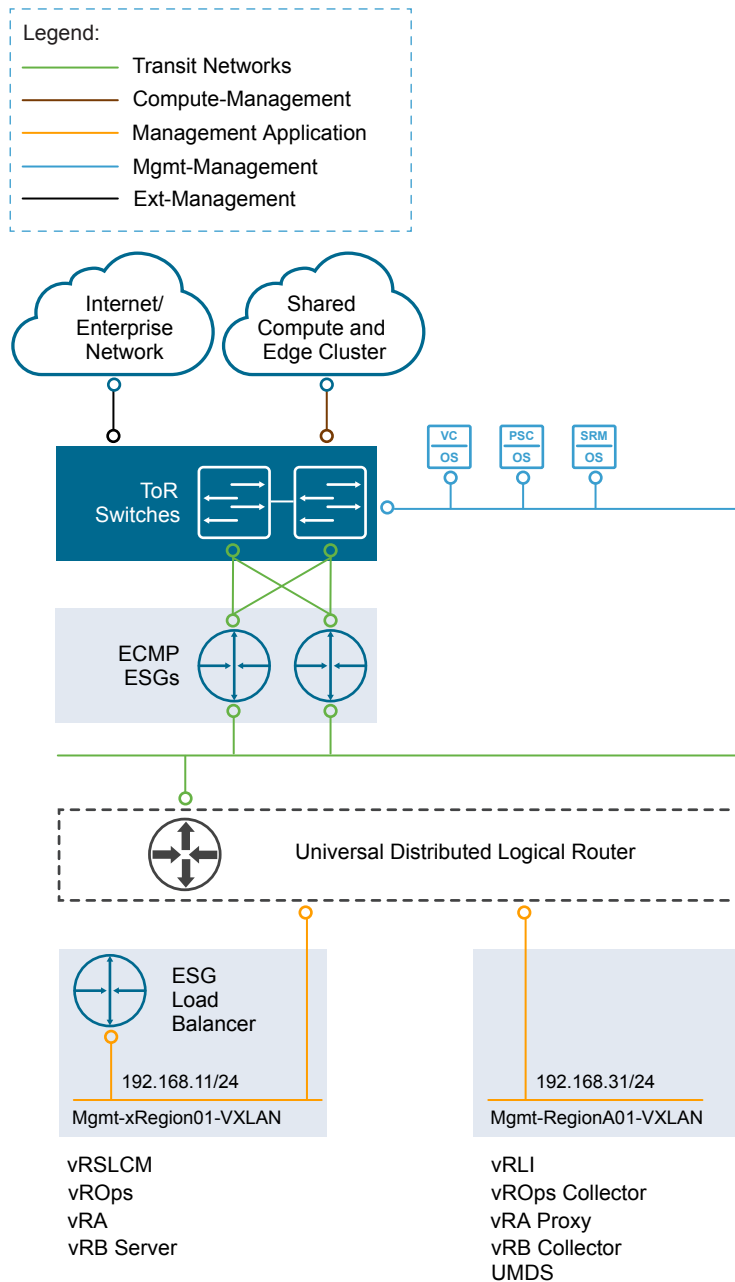 Legend:
Transit Networks
Compute-Management
Management Application
Mgmt-Management
Ext-Management
Internet/
Enterprise
Network
Shared
Compute and
Edge Cluster
VC
OS
PSC
OS
SRM
OS
ToR
Switches
ECMP
ESGs
Universal Distributed Logical Router
ESG
Load
Balancer
192.168.11/24
Mgmt-xRegion01-VXLAN
192.168.31/24
Mgmt-RegionA01-VXLAN
vRSLCM
vROps
vRA
vRB Server
vRLI
vROps Collector
vRA Proxy
vRB Collector
UMDS